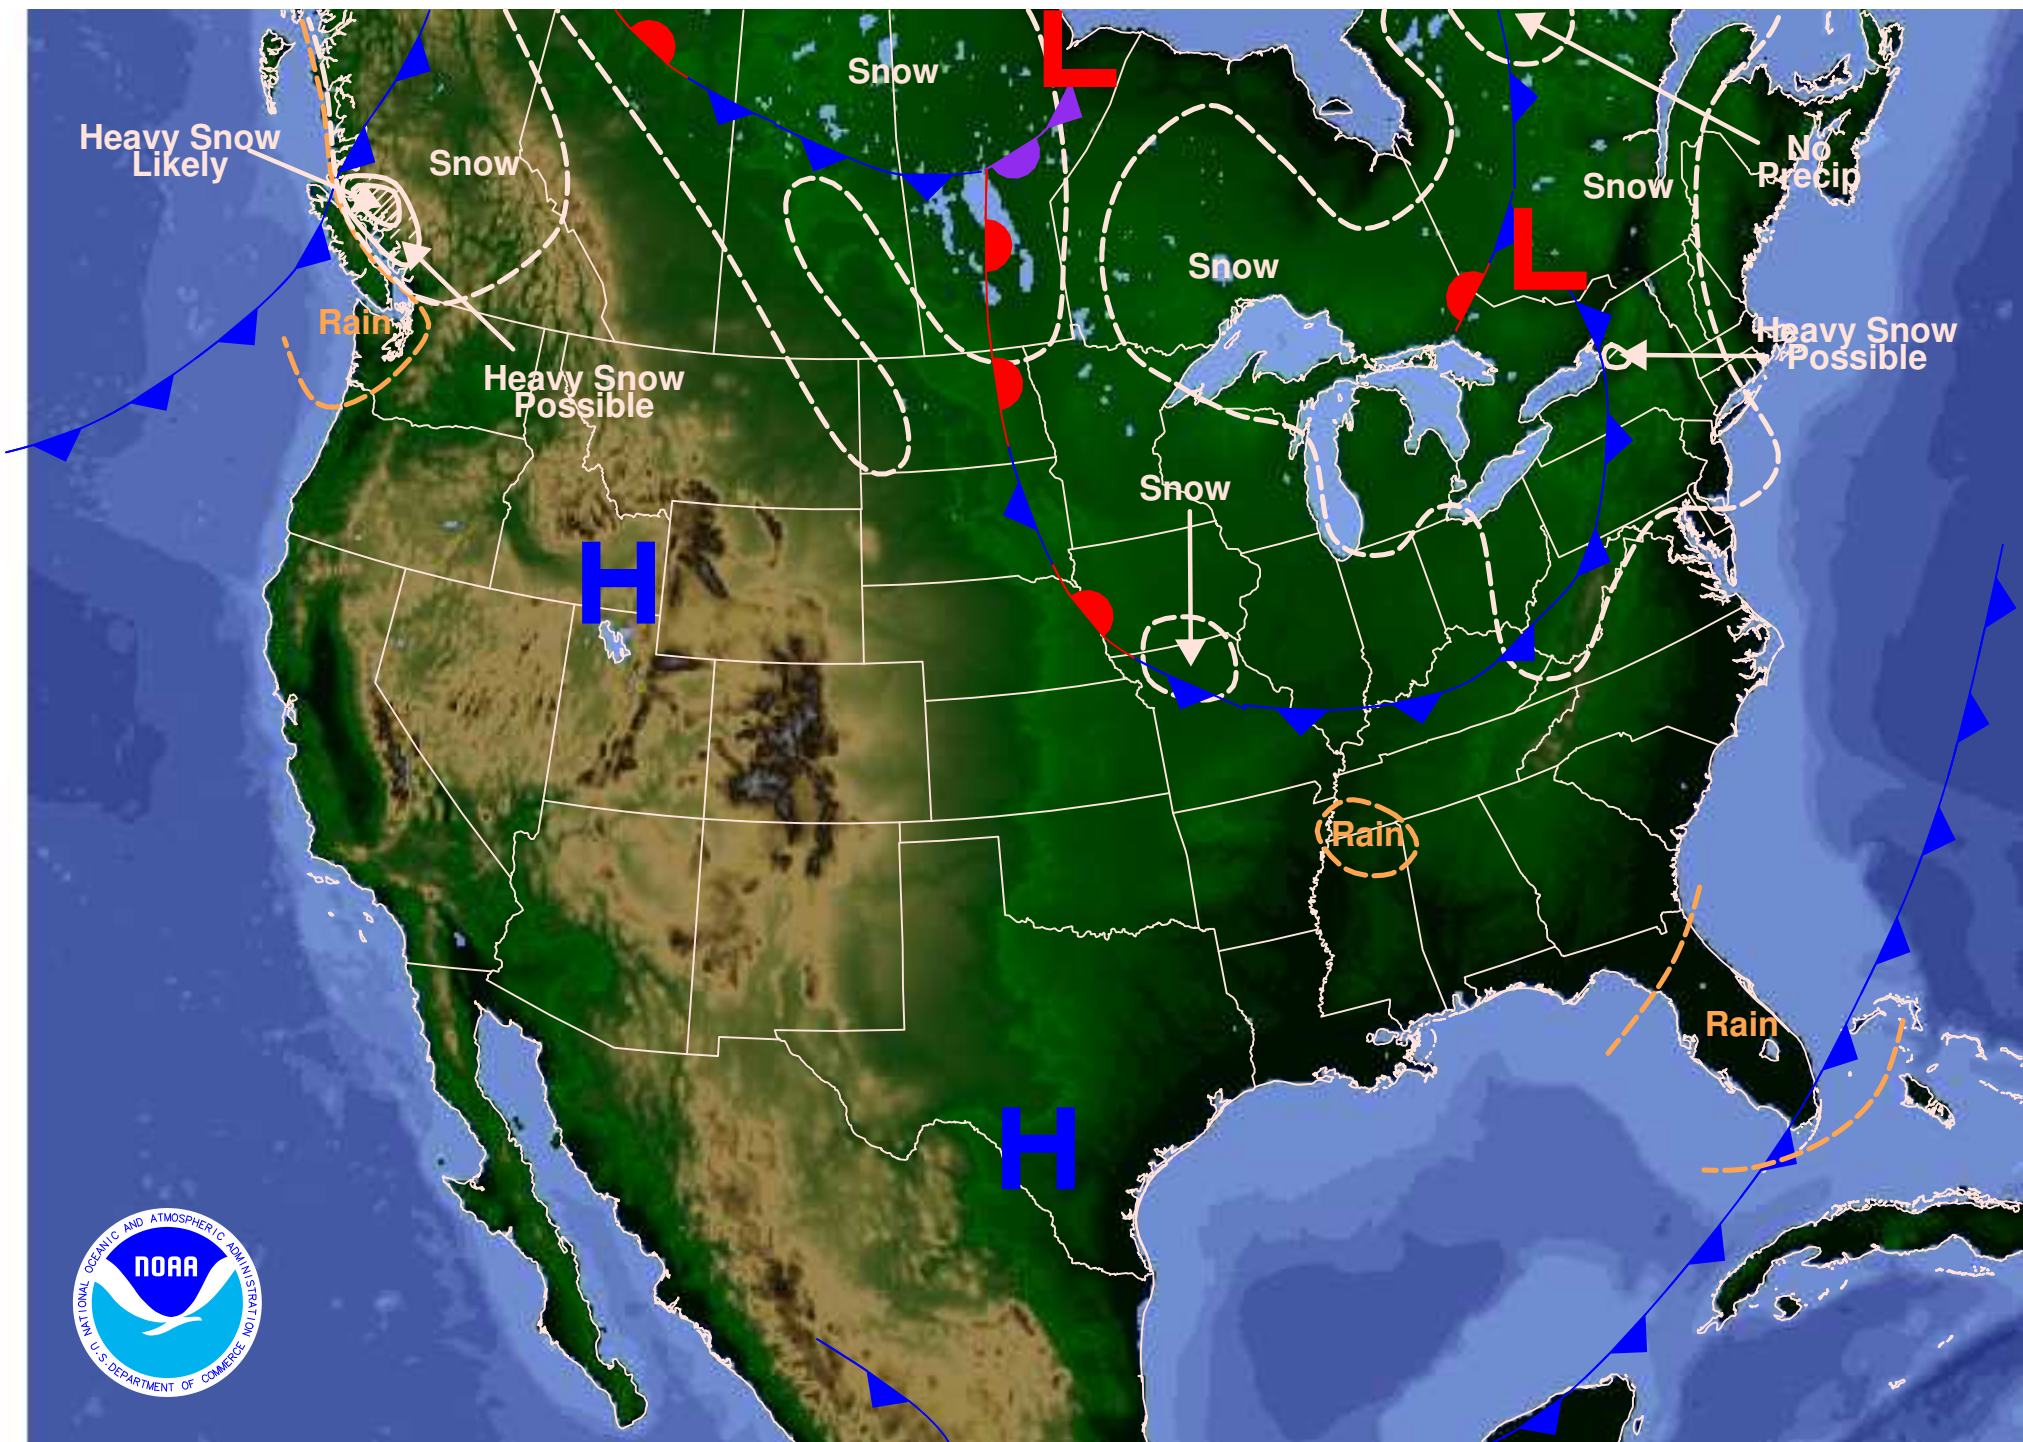 L
Snow
Heavy Snow
Likely
Snow
No
Precip
Snow
L
Snow
Rain
Heavy Snow
Possible
Heavy Snow
Possible
Snow
H
Rain
Rain
H
NATIONAL OCEANIC AND ATMOSPHERIC ADMINISTRATION
NOAA
U.S. DEPARTMENT OF COMMERCE